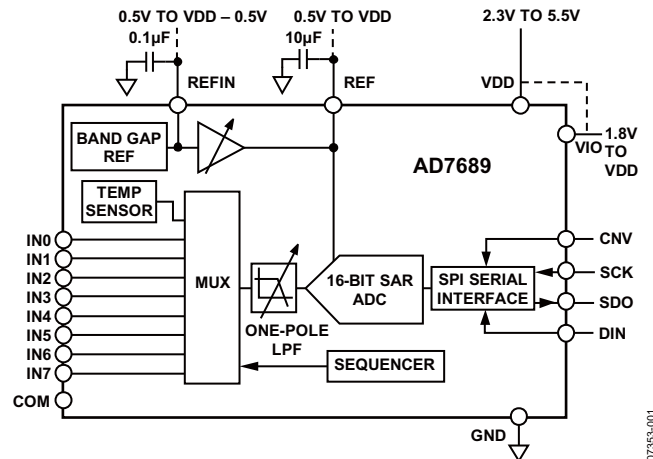 0.5V TO VDD – 0.5V
0.5V TO VDD
2.3V TO 5.5V
0.1µF
10µF
REFIN
REF
VDD
BAND GAP
REF
AD7689
VIO
1.8V
TO
VDD
TEMP
SENSOR
IN0
IN1
IN2
IN3
IN4
IN5
IN6
IN7
COM
MUX
ONE-POLE
LPF
16-BIT SAR
ADC
SPI SERIAL
INTERFACE
CNV
SCK
SDO
DIN
SEQUENCER
GND
07353-001